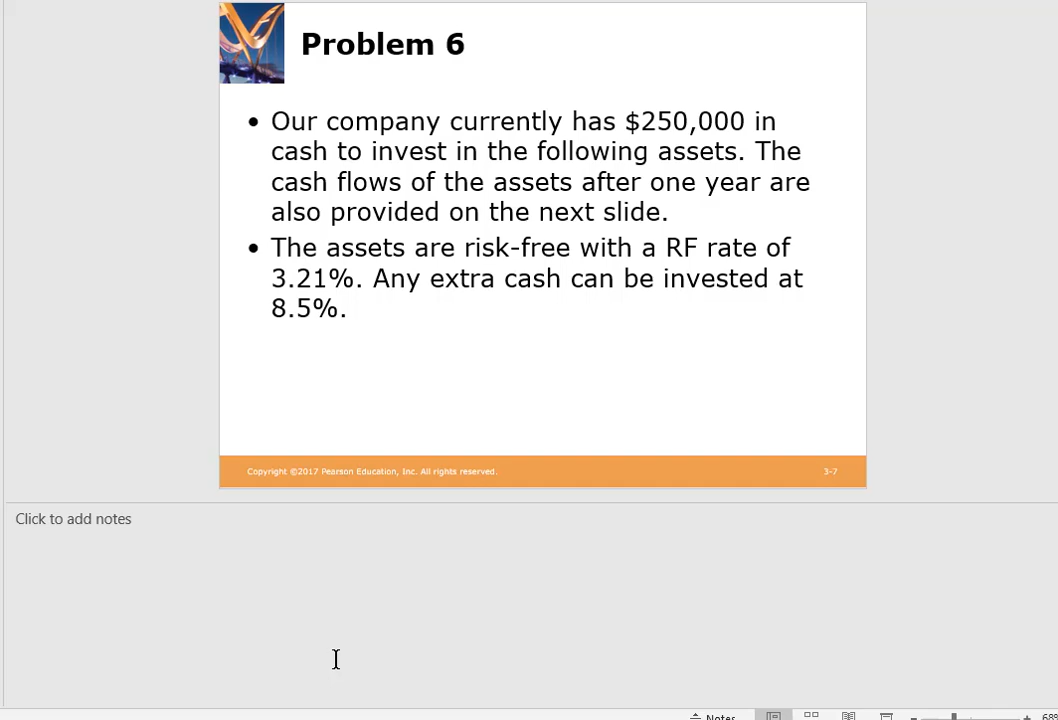 Problem 6
• Our company currently has $250,000 in
cash to invest in the following assets. The
cash flows of the assets after one year are
also provided on the next slide.
• The assets are risk-free with a RF rate of
3.21%. Any extra cash can be invested at
8.5%.
Copyright ©2017 Pearson Education, Inc. All rights reserved. 3-7
Click to add notes
Notes 68%